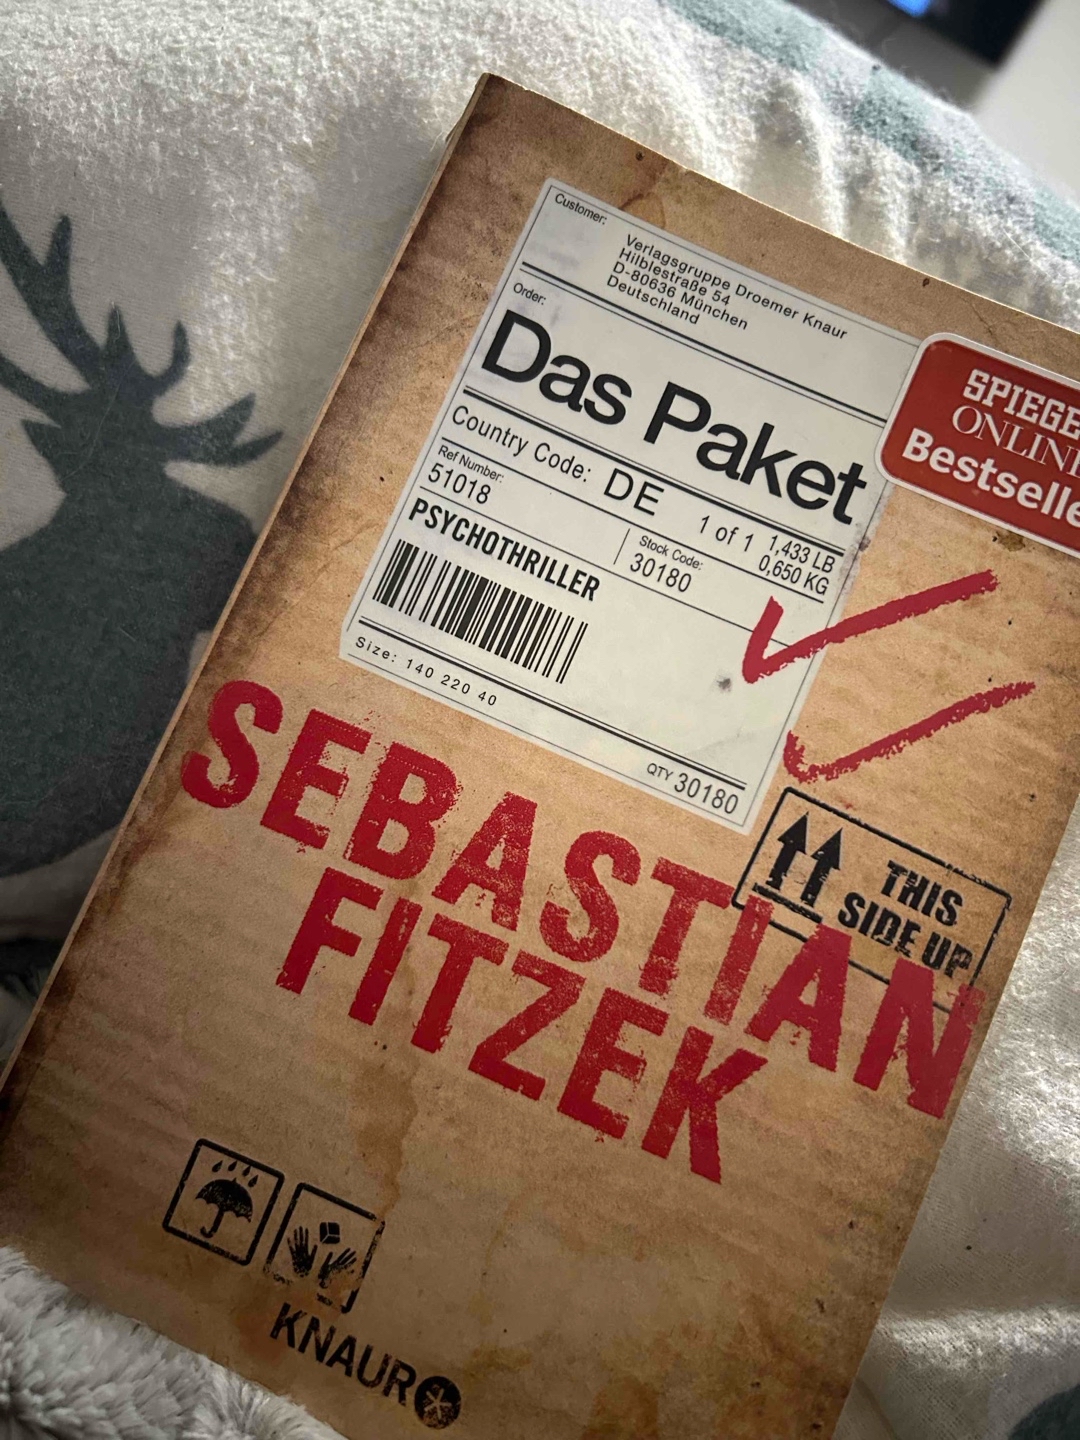 Customer:
Verlagsgruppe Droemer Knaur
Hilblestraße 54
D-80636 München
Deutschland
Order:
Das Paket
Country Code: DE 1 of 1 1,433 LB
0,650 KG
Ref Number:
51018
Stock Code:
30180
PSYCHOTHRILLER
Size: 140 220 40
QTY 30180
SPIEGE
ONLINE
Bestselle
THIS
SIDE UP
SEBASTIAN
FITZEK
KNAUR